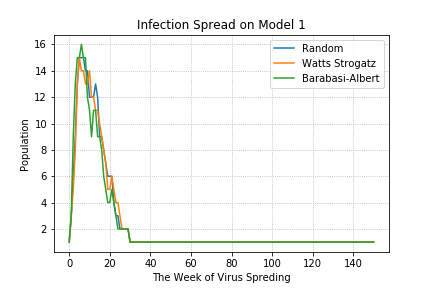 Infection Spread on Model 1
Random
Watts Strogatz
Barabasi-Albert
Population
16
14
12
10
8
6
4
2
0 20 40 60 80 100 120 140
The Week of Virus Spreding